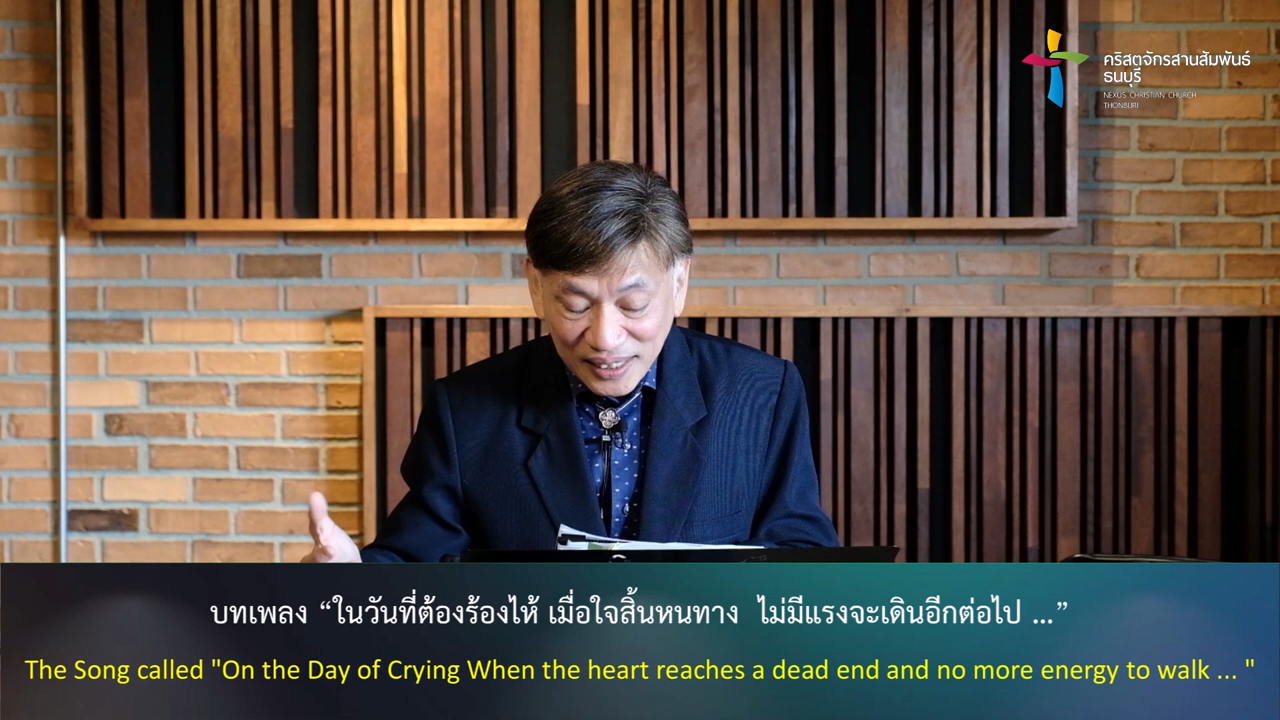 คริสตจักรสานสัมพันธ์
ธนบุรี
NEXUS CHRISTIAN CHURCH
THONBURI
บทเพลง “ในวันที่ต้องร้องไห้ เมื่อใจสิ้นหนทาง ไม่มีแรงจะเดินอีกต่อไป ...”
The Song called "On the Day of Crying When the heart reaches a dead end and no more energy to walk ... "